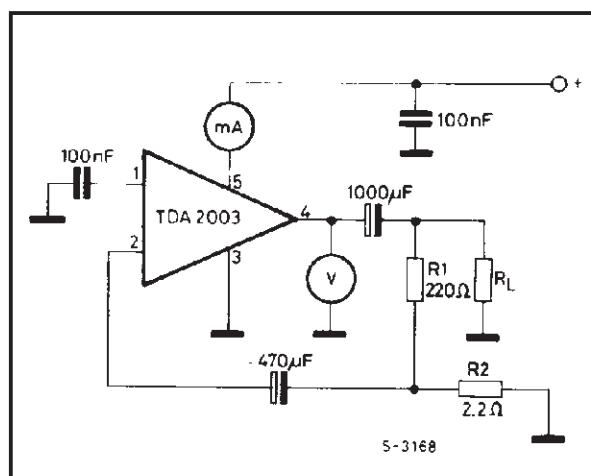 +
mA
100nF
100nF
1
5
1000µF
TDA 2003
4
2
3
V
R1
220Ω
RL
470µF
R2
2.2Ω
S-3168